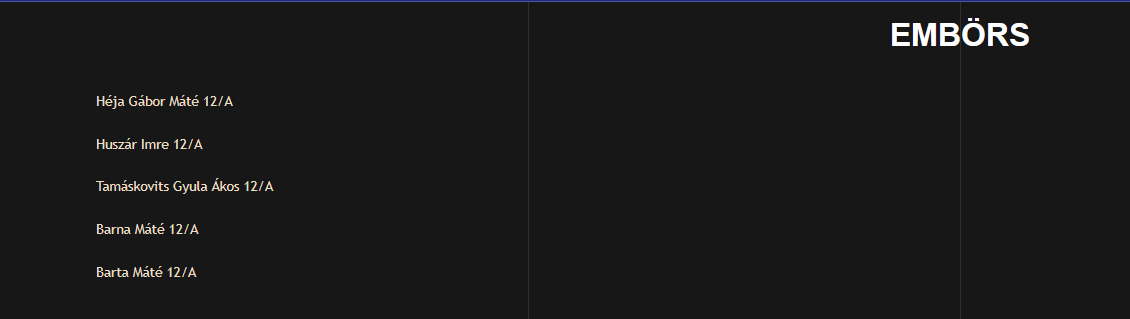 EMBÖRS
Héja Gábor Máté 12/A
Huszár Imre 12/A
Tamáskovits Gyula Ákos 12/A
Barna Máté 12/A
Barta Máté 12/A